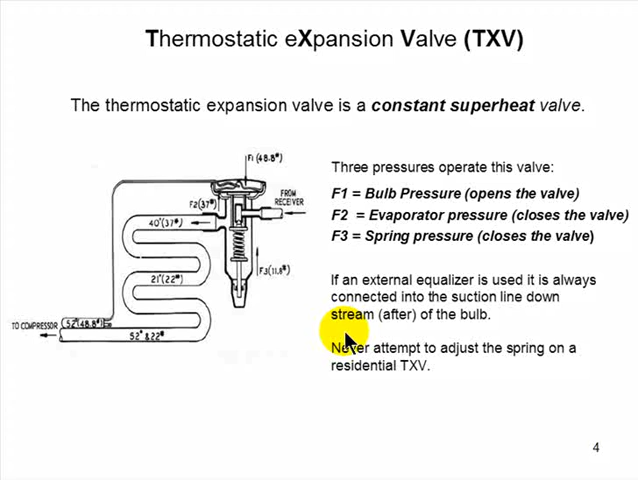 Thermostatic eXpansion Valve (TXV)
The thermostatic expansion valve is a constant superheat valve.
F1(48.8#)
F2(37#)
FROM
RECEIVER
40°(37#)
F3(11.8#)
21°(22#)
TO COMPRESSOR
52°(48.8#)
52° & 22#
Three pressures operate this valve:
F1 = Bulb Pressure (opens the valve)
F2 = Evaporator pressure (closes the valve)
F3 = Spring pressure (closes the valve)
If an external equalizer is used it is always
connected into the suction line down
stream (after) of the bulb.
Never attempt to adjust the spring on a
residential TXV.
4